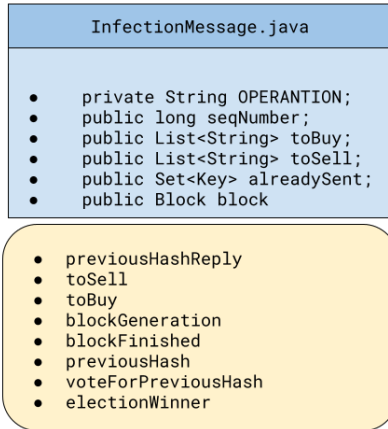 InfectionMessage.java
● private String OPERANTION;
● public long seqNumber;
● public List<String> toBuy;
● public List<String> toSell;
● public Set<Key> alreadySent;
● public Block block
● previousHashReply
● toSell
● toBuy
● blockGeneration
● blockFinished
● previousHash
● voteForPreviousHash
● electionWinner